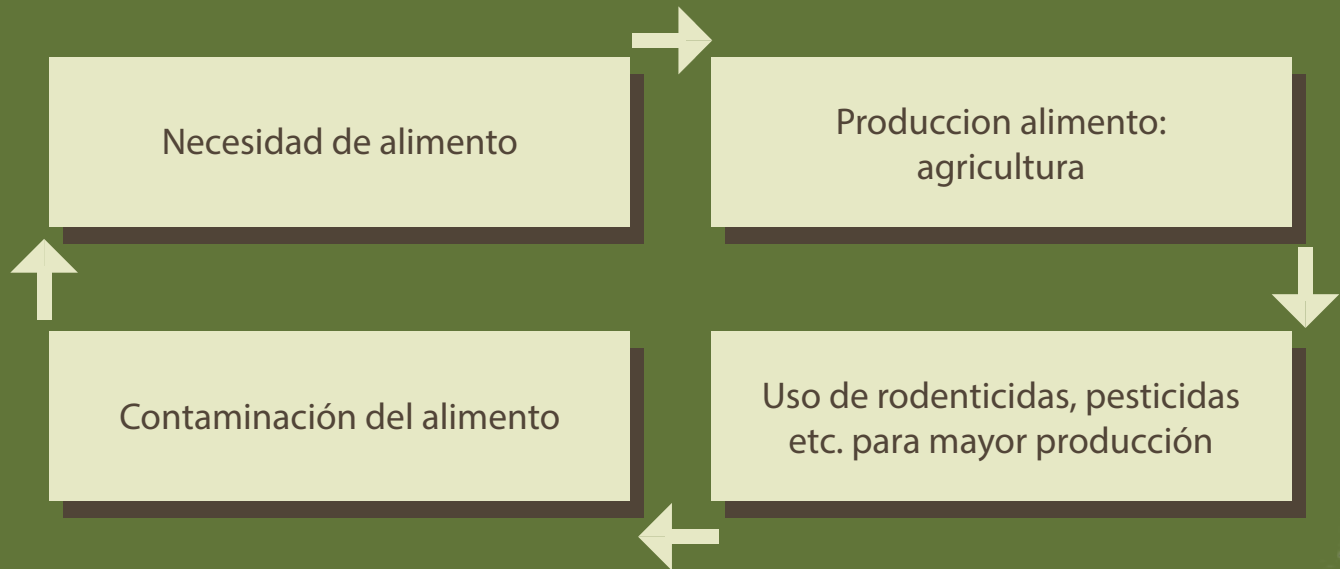 Necesidad de alimento
Produccion alimento:
agricultura
Contaminación del alimento
Uso de rodenticidas, pesticidas
etc. para mayor producción